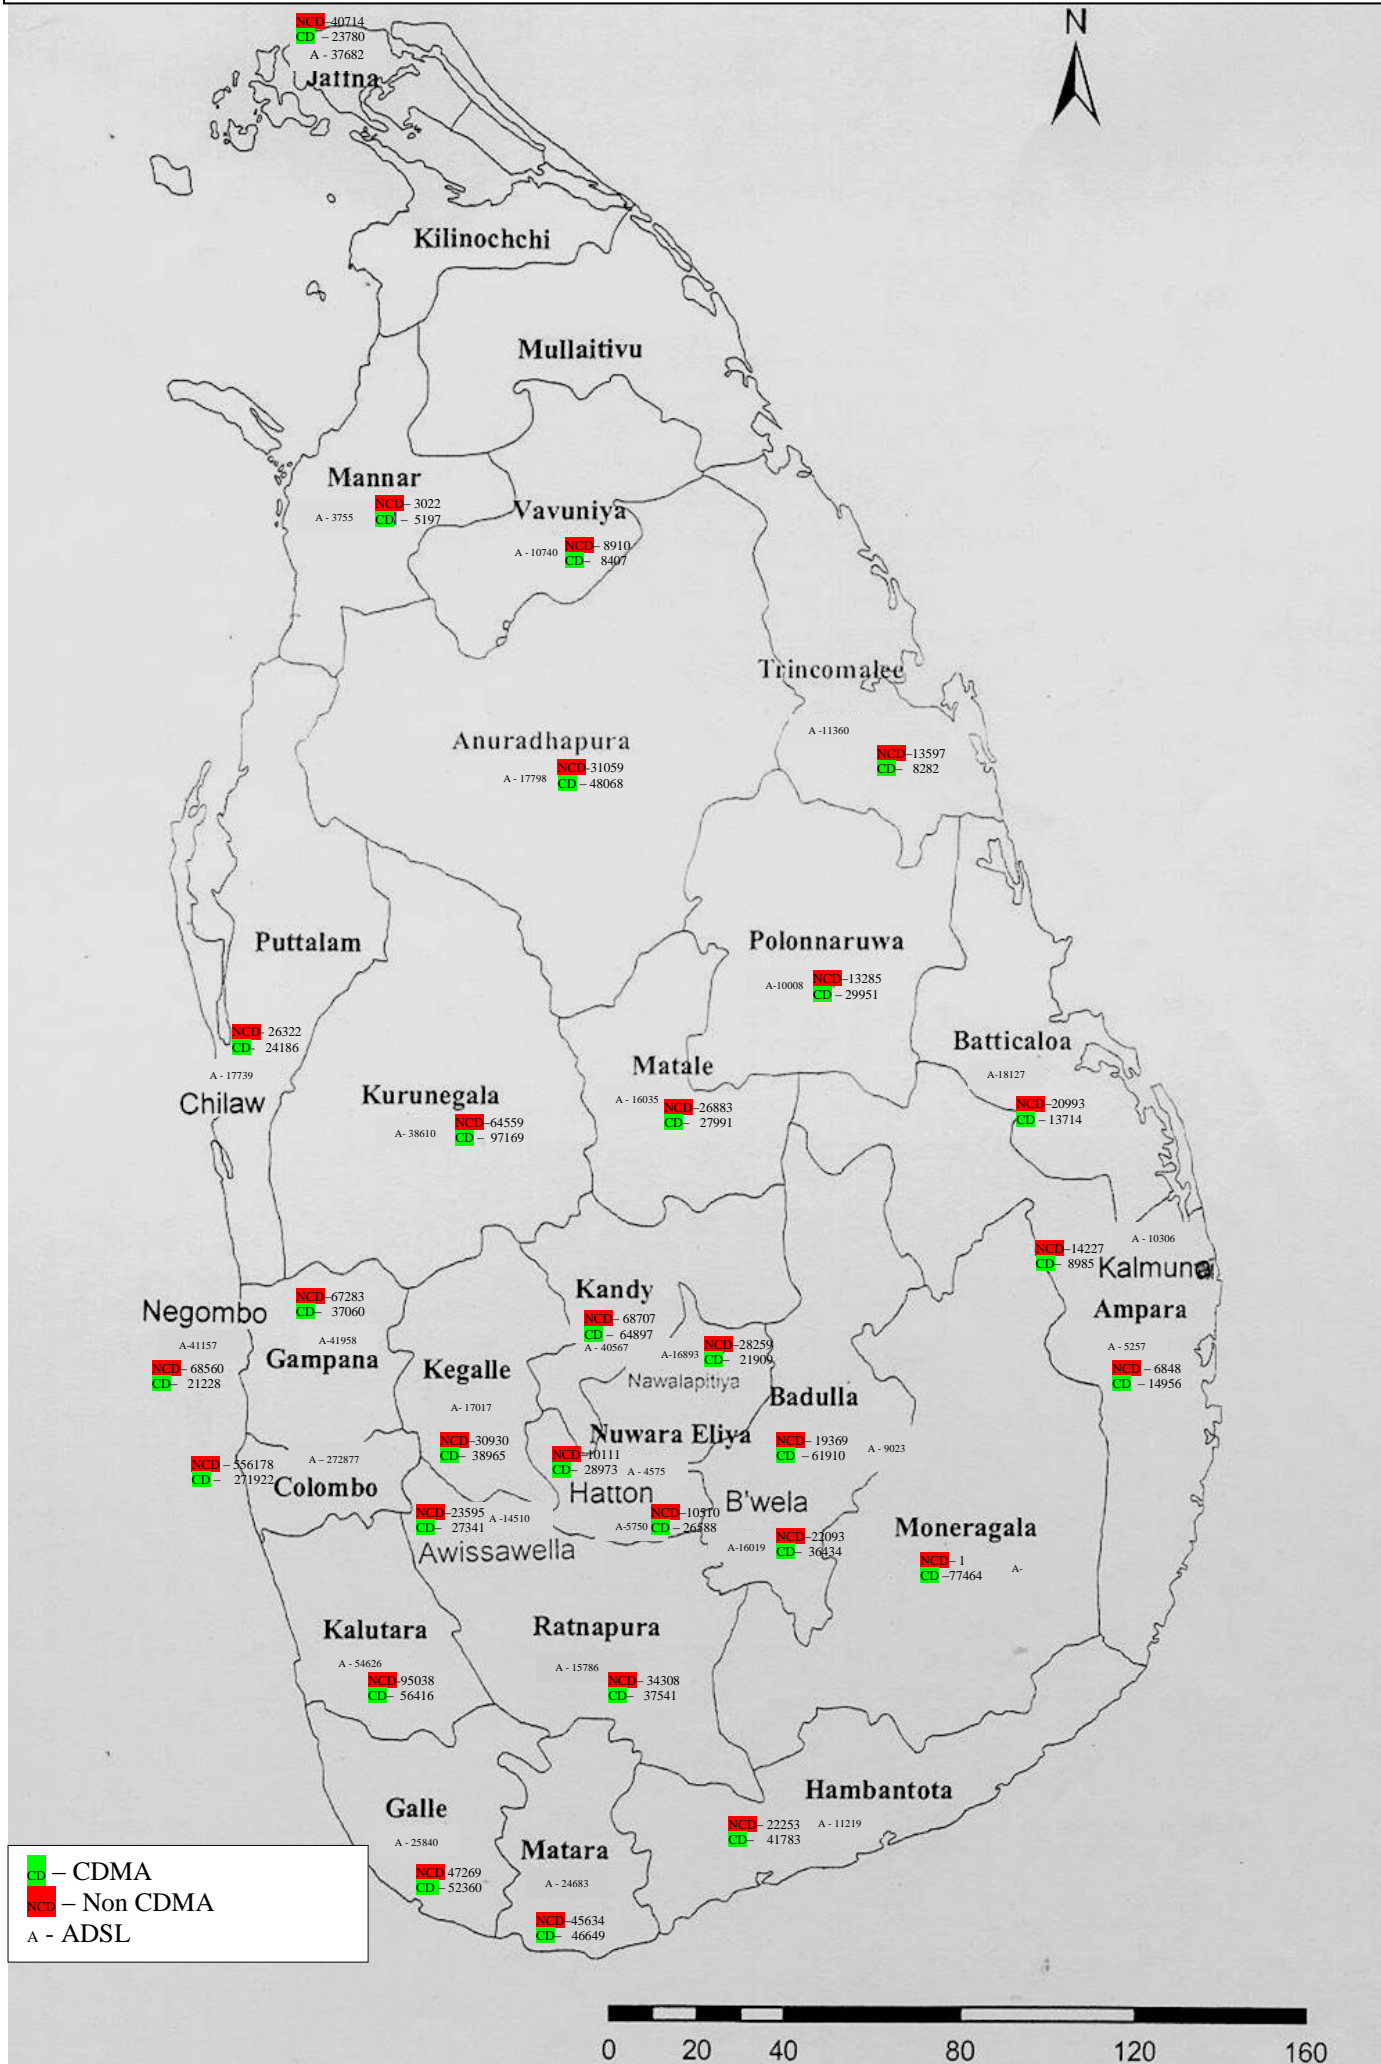 NCD–40714
CD – 23780
A - 37682
Jaffna
N
Kilinochchi
Mullaitivu
Mannar
NCD– 3022
A - 3755
CD – 5197
Vavuniya
NCD– 8910
A - 10740
CD– 8407
Trincomalee
A -11360
NCD–13597
CD– 8282
Anuradhapura
NCD-31059
A - 17798
CD – 48068
Puttalam
NCD- 26322
CD- 24186
A - 17739
Chilaw
Polonnaruwa
NCD–13285
A-10008
CD – 29951
Batticaloa
A-18127
NCD–20993
CD – 13714
Matale
A - 16035
NCD–26883
CD– 27991
Kurunegala
NCD–64559
A- 38610
CD – 97169
A - 10306
NCD–14227
CD– 8985
Kalmunai
Ampara
A - 5257
NCD – 6848
CD – 14956
Kandy
NCD– 68707
CD – 64897
A - 40567
NCD–28259
A-16893
CD– 21909
Nawalapitiya
NCD–67283
CD– 37060
Negombo
A-41157
NCD– 68560
CD– 21228
A-41958
Gampana
Kegalle
A- 17017
NCD–30930
CD– 38965
Badulla
NCD– 19369
CD – 61910
A - 9023
Nuwara Eliya
NCD–10111
CD– 28973
A - 4575
Hatton
NCD–10510
A-5750
CD – 26588
B'wela
NCD–22093
A-16019
CD– 36434
NCD – 556178
CD – 271922
A – 272877
Colombo
NCD–23595
A -14510
CD– 27341
Awissawella
Moneragala
NCD– 1
CD –77464
A-
Kalutara
A - 54626
NCD-95038
CD– 56416
Ratnapura
A - 15786
NCD– 34308
CD– 37541
Hambantota
NCD– 22253
A - 11219
CD– 41783
Galle
A - 25840
NCD 47269
CD – 52360
Matara
A - 24683
NCD–45634
CD– 46649
CD – CDMA
NCD – Non CDMA
A - ADSL
0 20 40 80 120 160